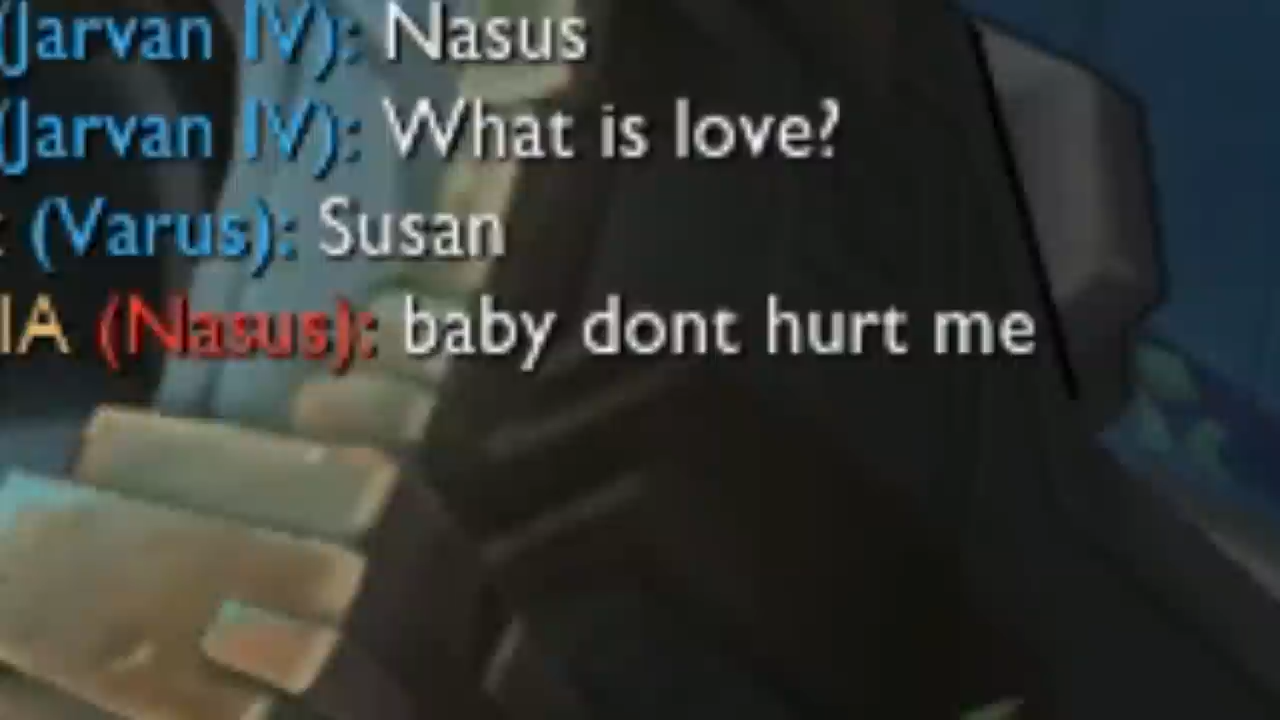 (Jarvan IV): Nasus
(Jarvan IV): What is love?
(Varus): Susan
IA (Nasus): baby dont hurt me